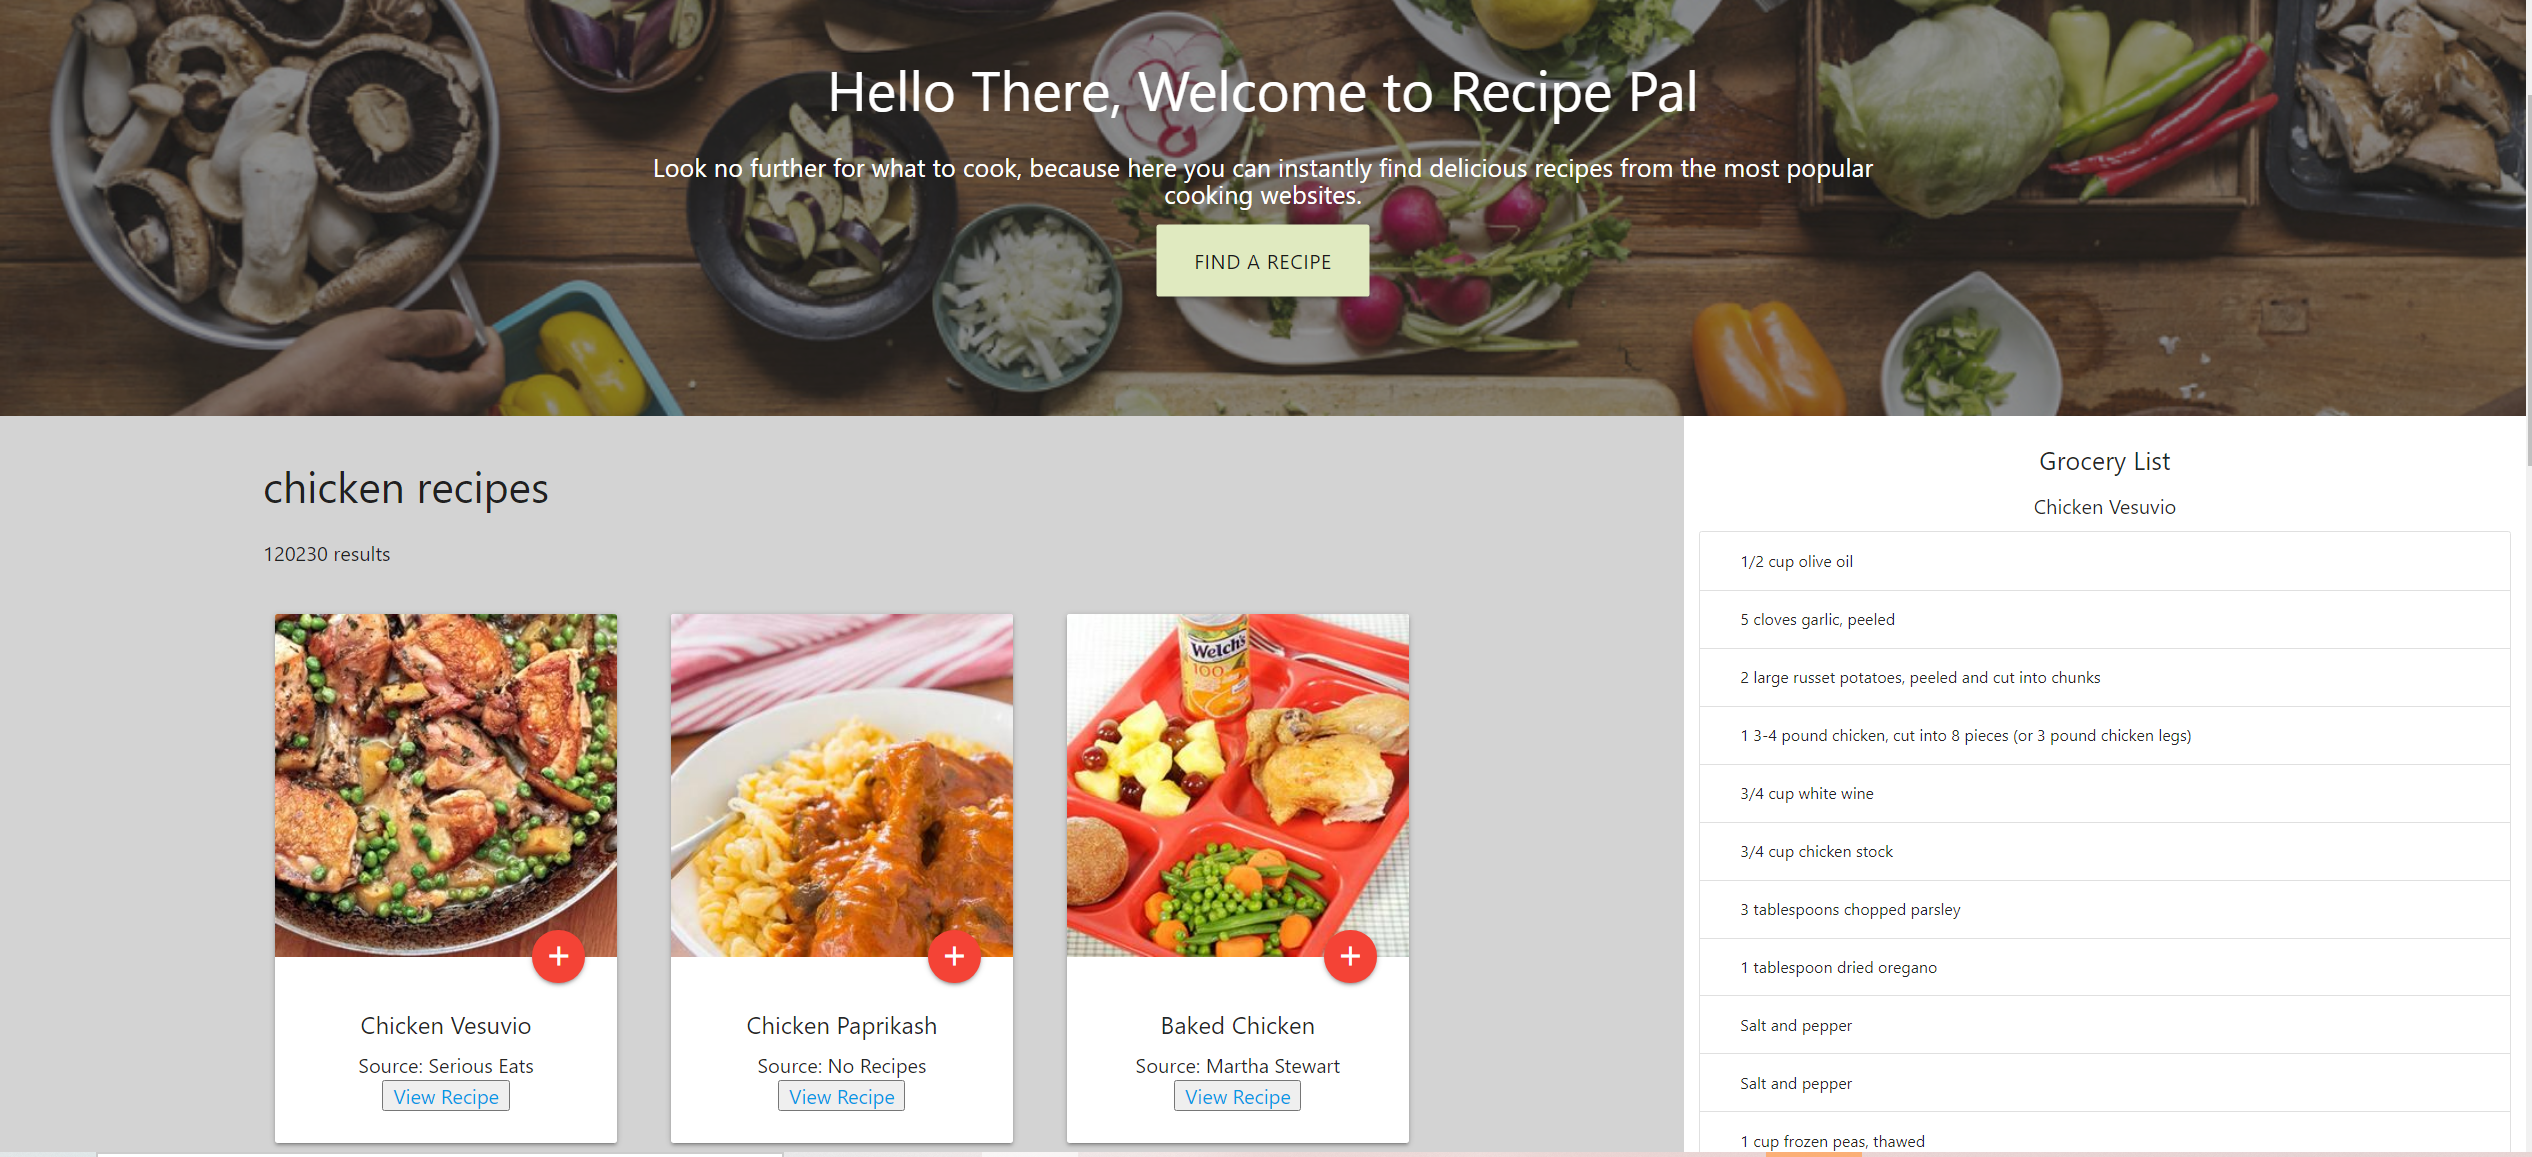 Hello There, Welcome to Recipe Pal
Look no further for what to cook, because here you can instantly find delicious recipes from the most popular
cooking websites.
FIND A RECIPE
chicken recipes
120230 results
Welch's
100
Chicken Vesuvio
Source: Serious Eats
View Recipe
Chicken Paprikash
Source: No Recipes
View Recipe
Baked Chicken
Source: Martha Stewart
View Recipe
Grocery List
Chicken Vesuvio
1/2 cup olive oil
5 cloves garlic, peeled
2 large russet potatoes, peeled and cut into chunks
1 3-4 pound chicken, cut into 8 pieces (or 3 pound chicken legs)
3/4 cup white wine
3/4 cup chicken stock
3 tablespoons chopped parsley
1 tablespoon dried oregano
Salt and pepper
Salt and pepper
1 cup frozen peas, thawed